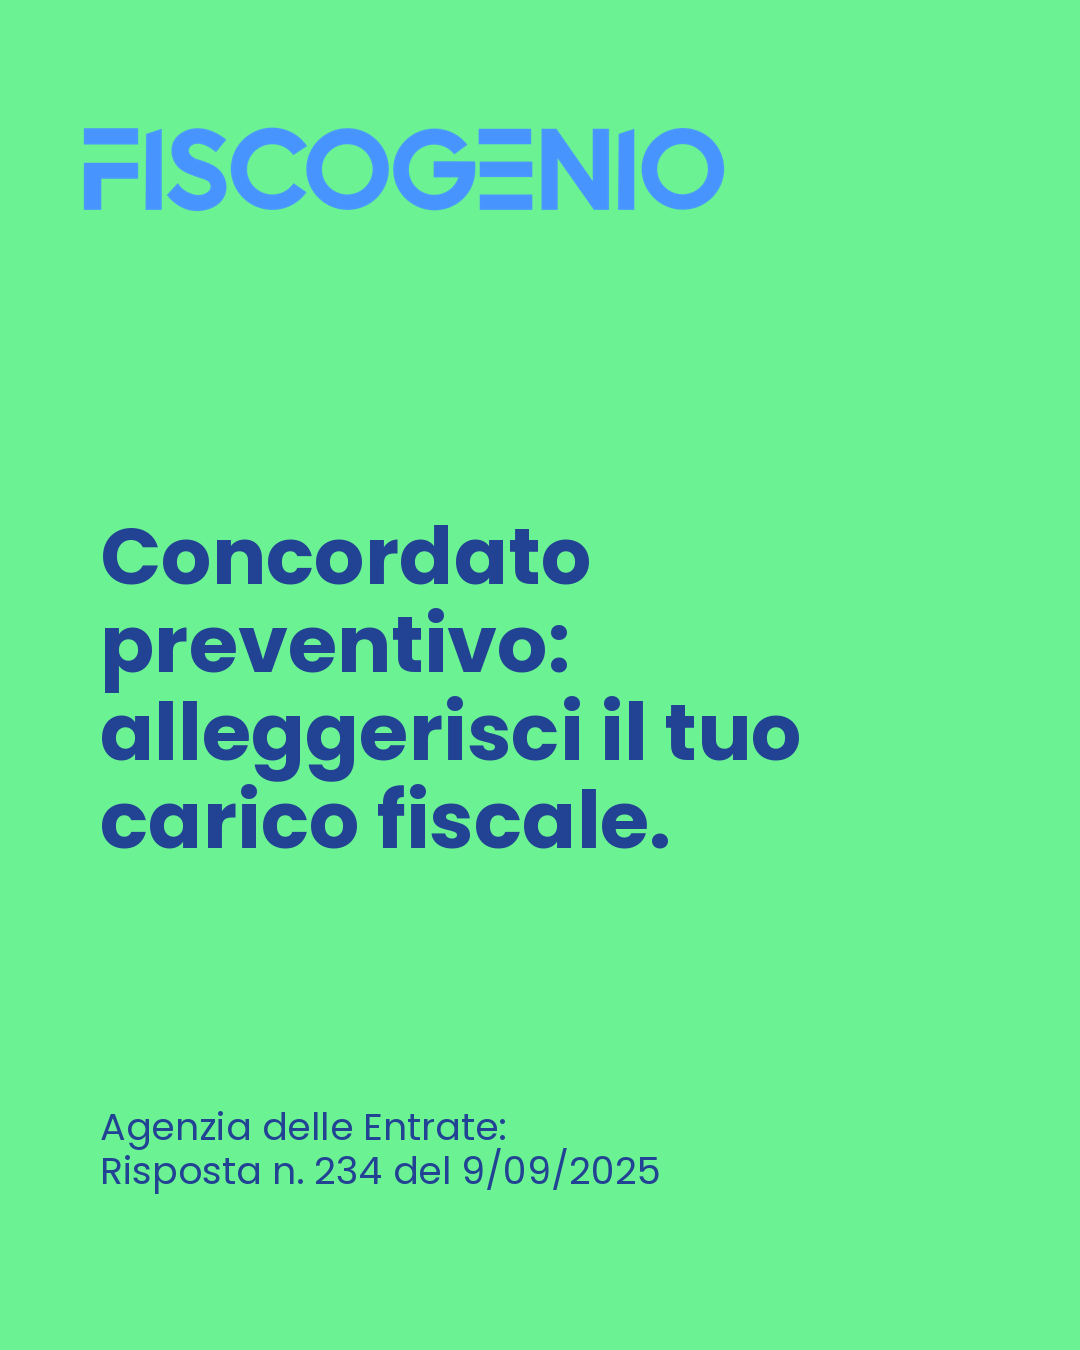 FISCOGENIO
Concordato
preventivo:
alleggerisci il tuo
carico fiscale.
Agenzia delle Entrate:
Risposta n. 234 del 9/09/2025